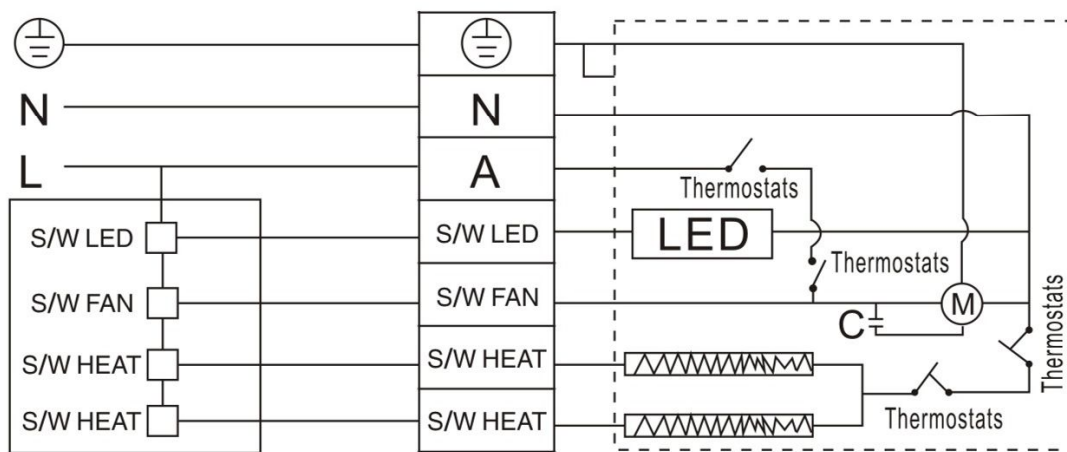 N
N
L
A
Thermostats
S/W LED
S/W LED
LED
Thermostats
S/W FAN
S/W FAN
C
M
Thermostats
S/W HEAT
S/W HEAT
S/W HEAT
S/W HEAT
Thermostats